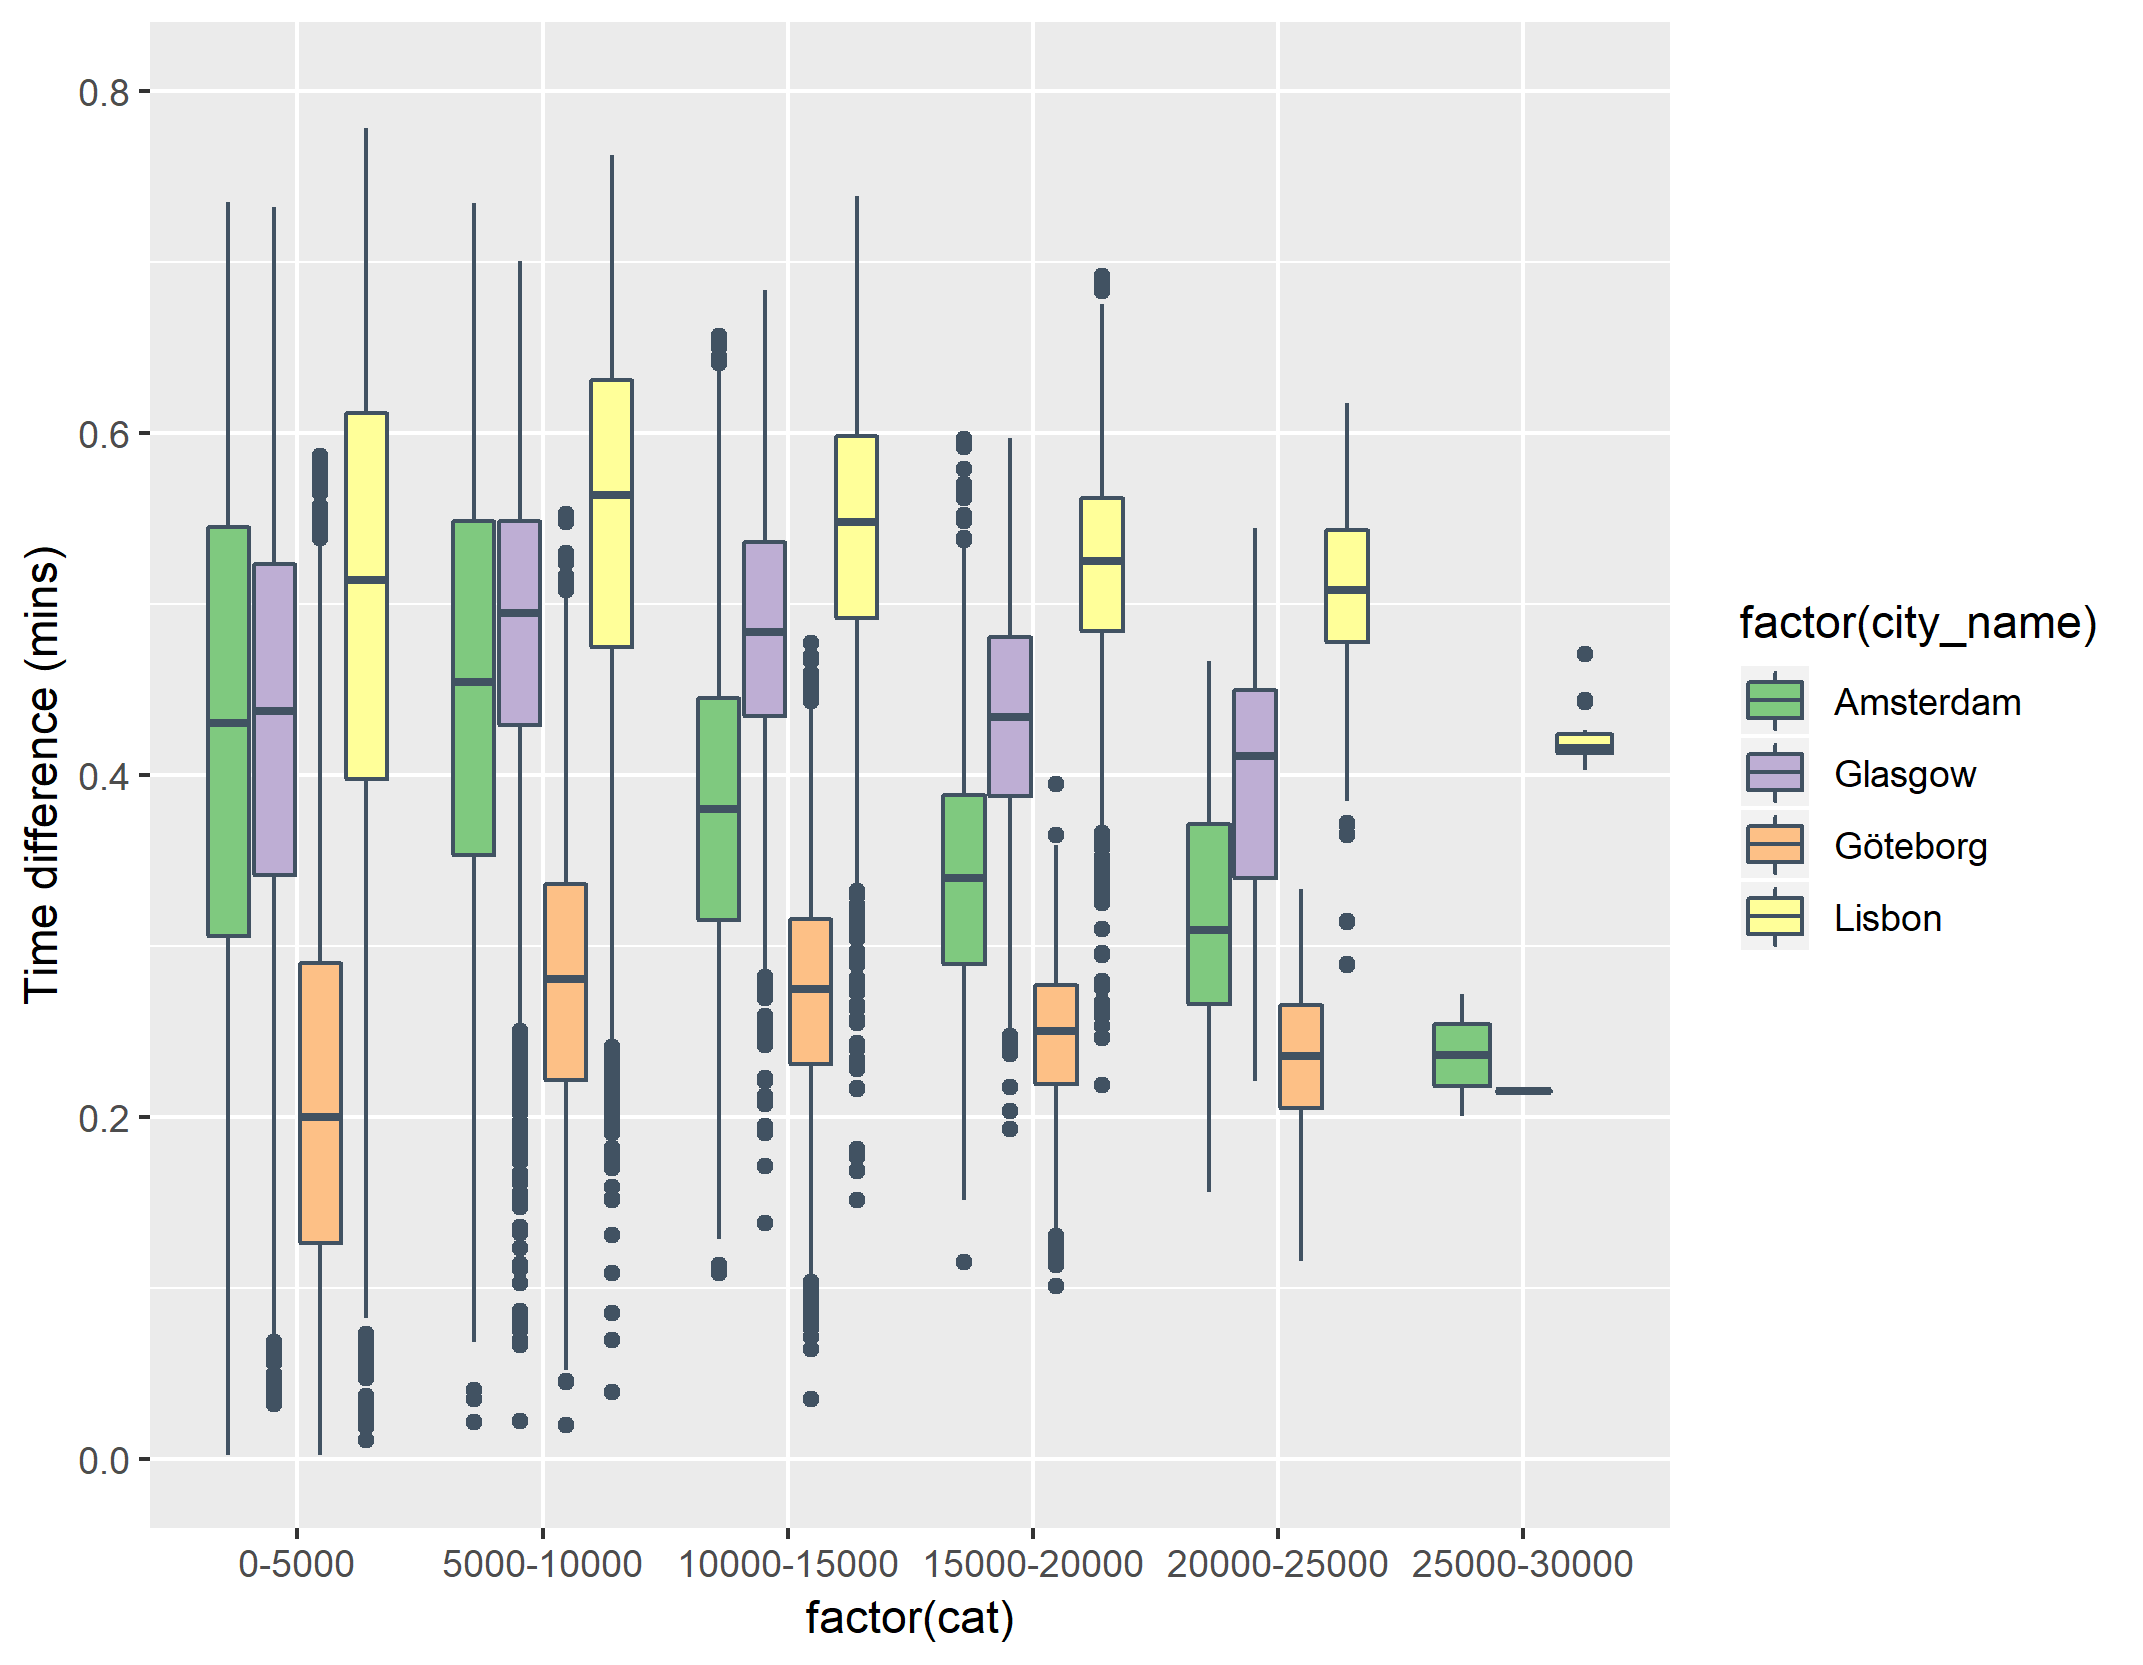 0.8
0.6
0.4
0.2
0.0
Time difference (mins)
0-5000
5000-10000
10000-15000
15000-20000
20000-25000
25000-30000
factor(cat)
factor(city_name)
Amsterdam
Glasgow
Göteborg
Lisbon